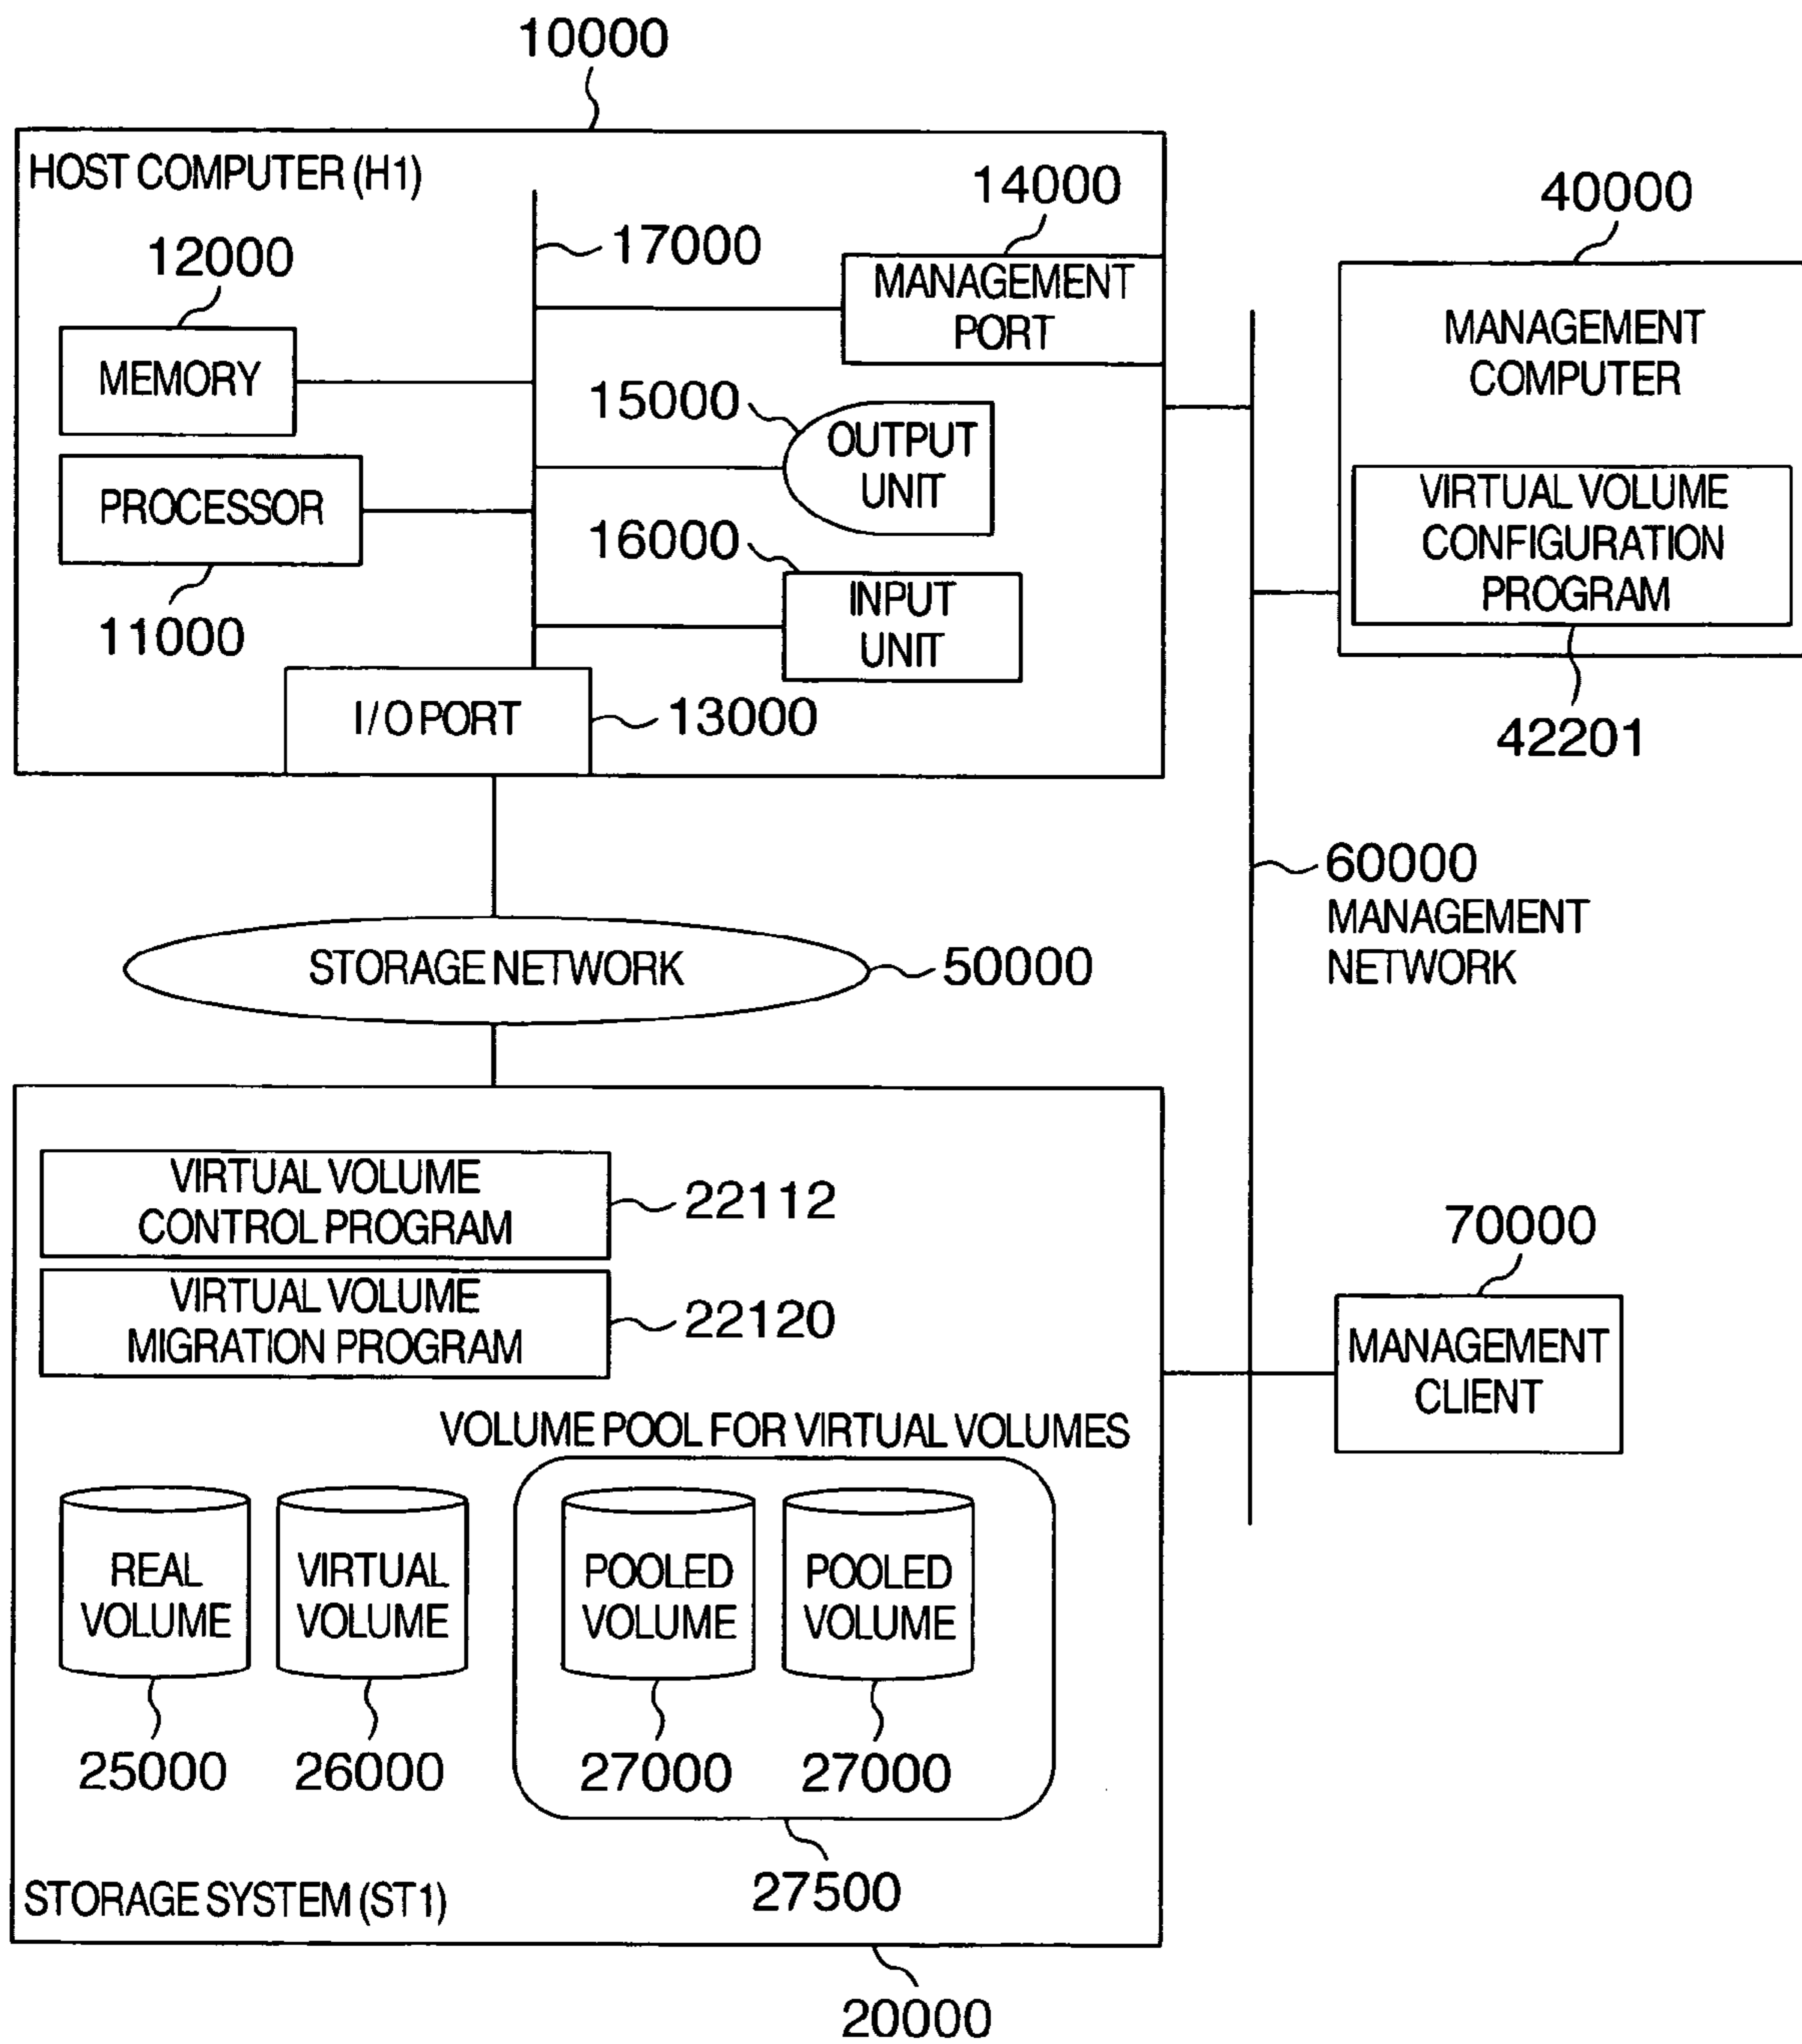 10000
HOST COMPUTER (H1)
14000
40000
12000
17000
MANAGEMENT
PORT
MANAGEMENT
COMPUTER
MEMORY
15000
OUTPUT
UNIT
PROCESSOR
VIRTUAL VOLUME
CONFIGURATION
PROGRAM
16000
INPUT
UNIT
11000
I/O PORT
13000
42201
60000
MANAGEMENT
NETWORK
STORAGE NETWORK
50000
VIRTUAL VOLUME
CONTROL PROGRAM
22112
70000
VIRTUAL VOLUME
MIGRATION PROGRAM
22120
MANAGEMENT
CLIENT
VOLUME POOL FOR VIRTUAL VOLUMES
REAL
VOLUME
VIRTUAL
VOLUME
POOLED
VOLUME
POOLED
VOLUME
25000
26000
27000
27000
27500
STORAGE SYSTEM (ST1)
20000